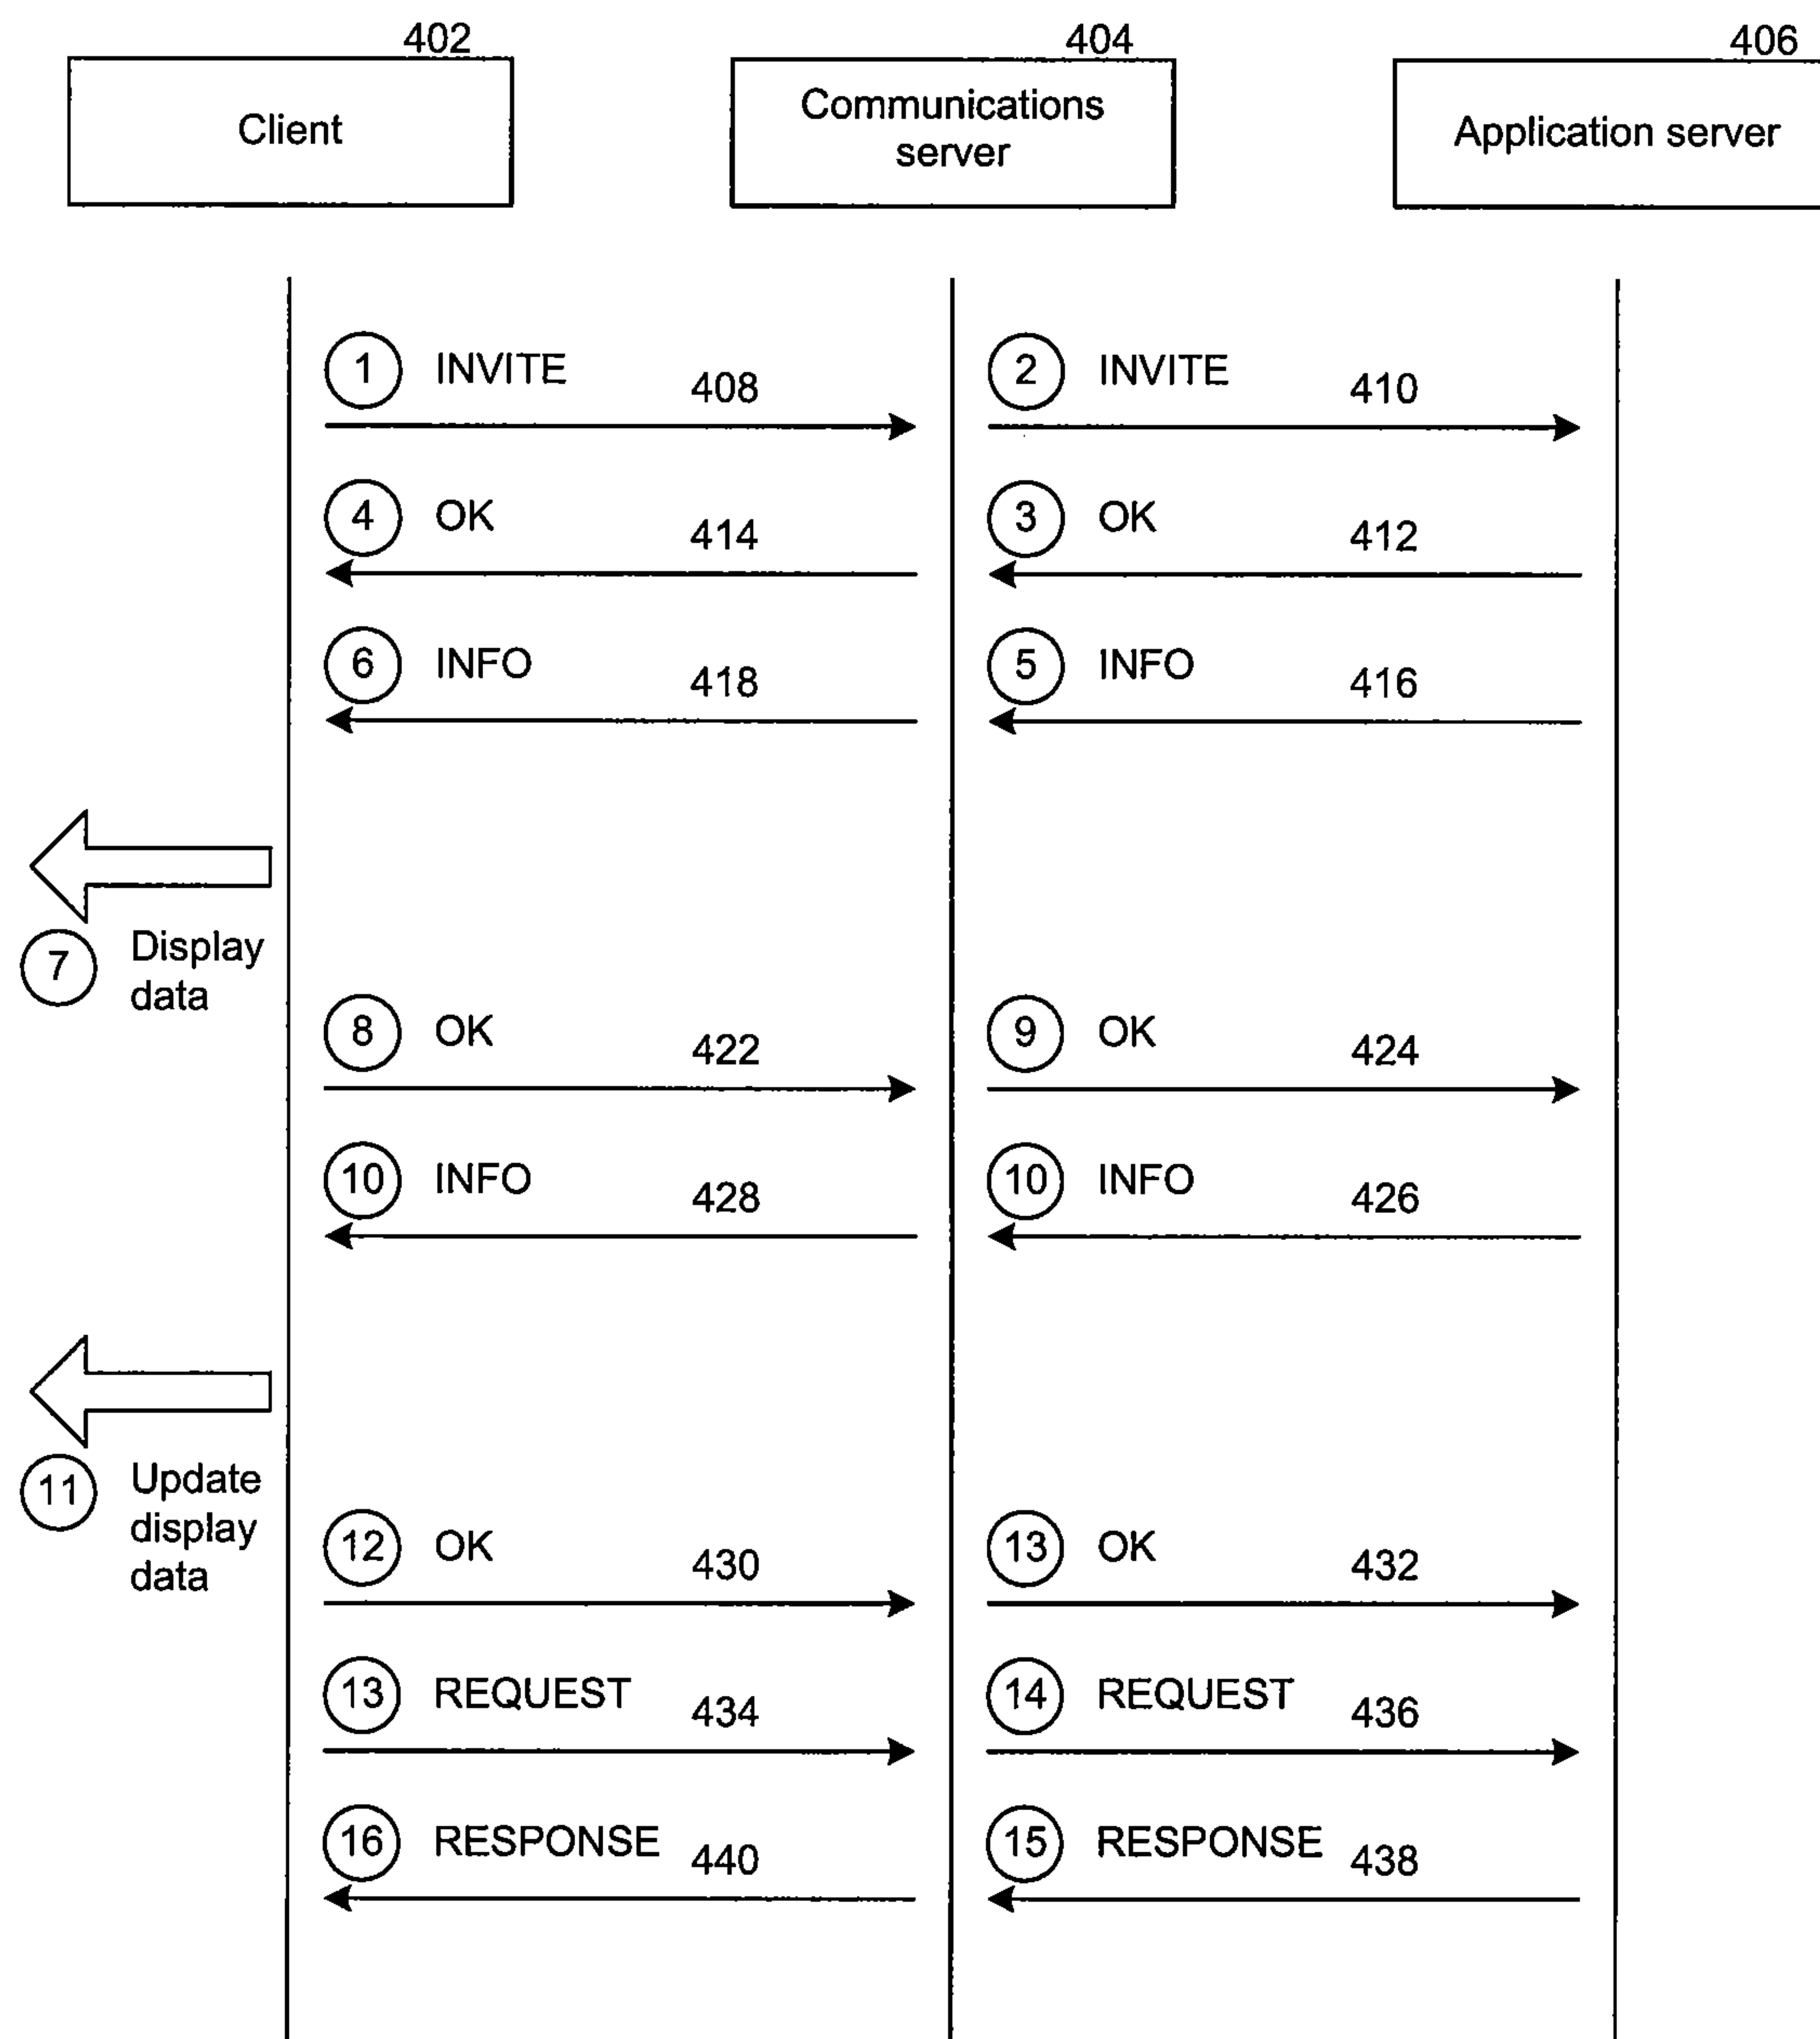 402
404
406
Client
Communications
server
Application server
1 INVITE 408
2 INVITE 410
4 OK 414
3 OK 412
6 INFO 418
5 INFO 416
7 Display
data
8 OK 422
9 OK 424
10 INFO 428
10 INFO 426
11 Update
display
data
12 OK 430
13 OK 432
13 REQUEST 434
14 REQUEST 436
16 RESPONSE 440
15 RESPONSE 438